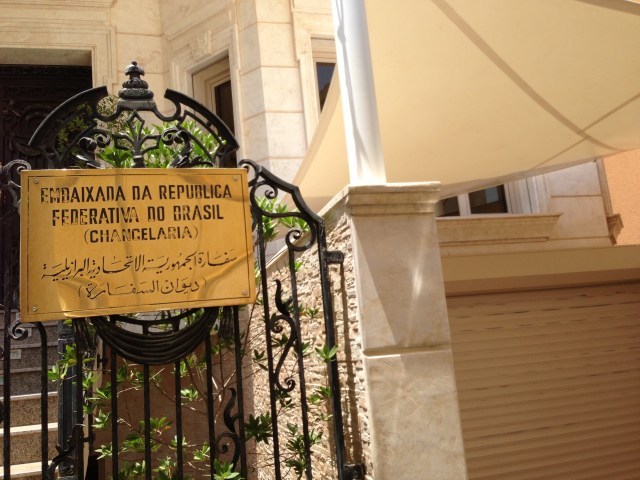 EMBAIXADA DA REPUBLICA
FEDERATIVA DO BRASIL
(CHANCELARIA)
سفارة الجمهورية الاتحادية البرازيلية
(ديوان السفارة)